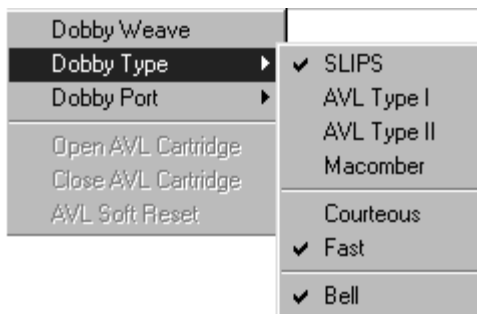 Dobby Weave
Dobby Type
Dobby Port
Open AVL Cartridge
Close AVL Cartridge
AVL Soft Reset
SLIPS
AVL Type I
AVL Type II
Macomber
Courteous
Fast
Bell